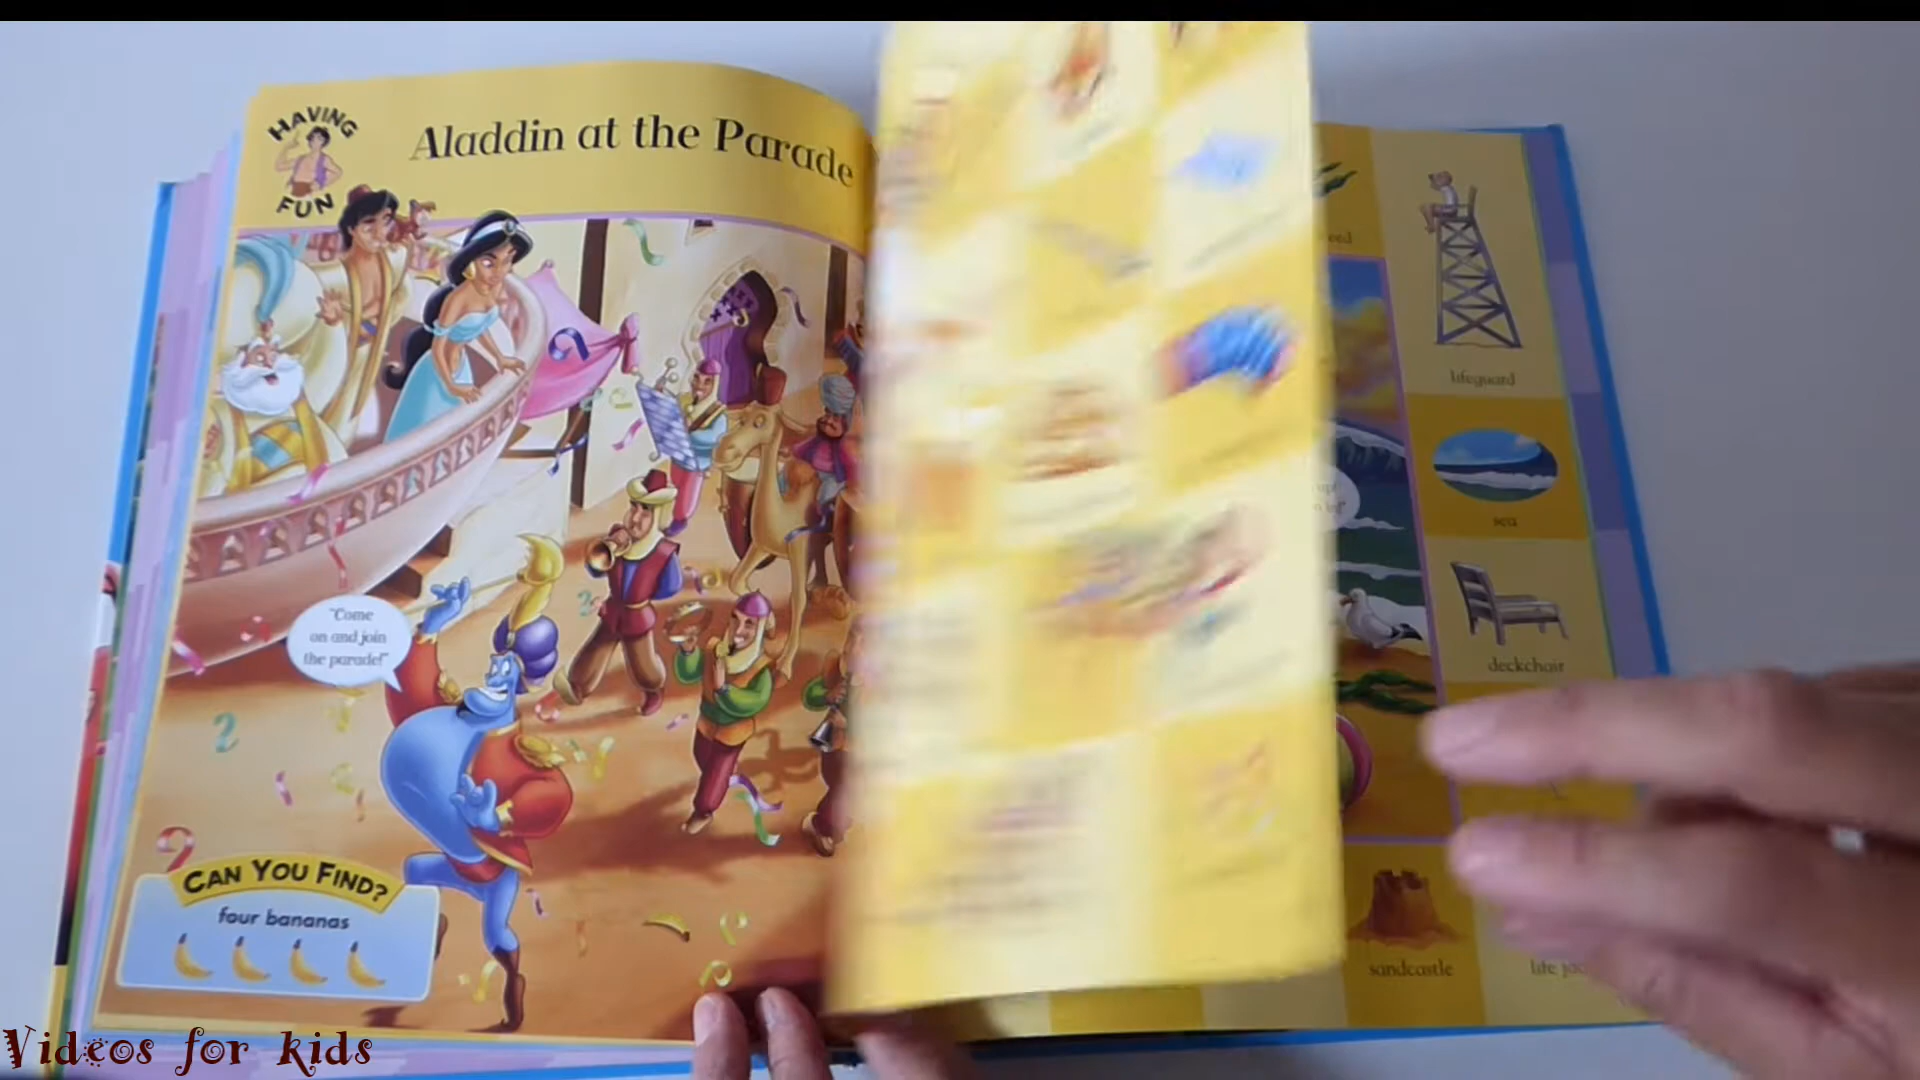 HAVING
FUN
Aladdin at the Parade
"Come
on and join
the parade!"
CAN YOU FIND?
four bananas
lifeguard
sea
deckchair
sandcastle
life
Videos for kids